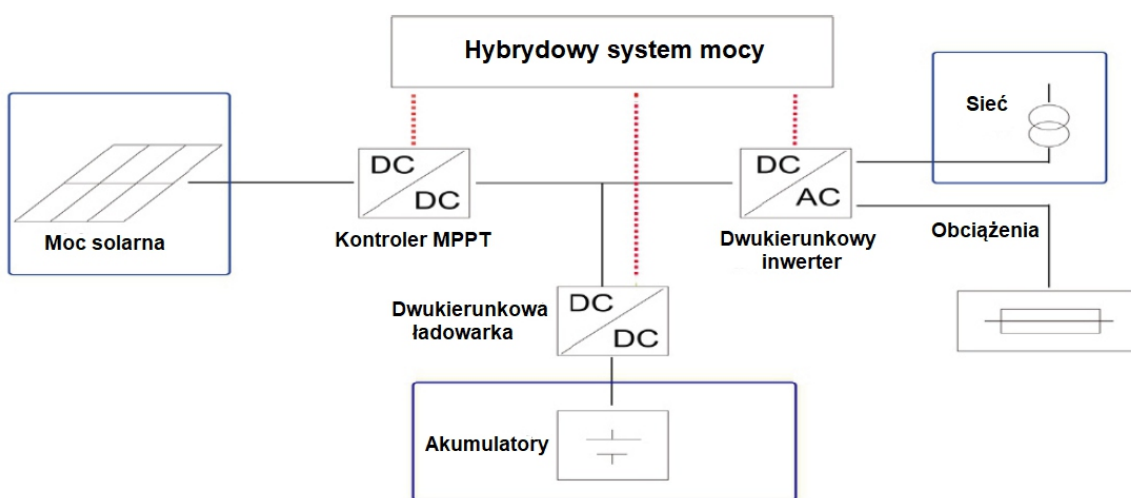 Hybrydowy system mocy
Sieć
DC
DC
DC
AC
Moc solarna
Kontroler MPPT
Dwukierunkowy
inwerter
Obciążenia
Dwukierunkowa
ładowarka
DC
DC
Akumulatory